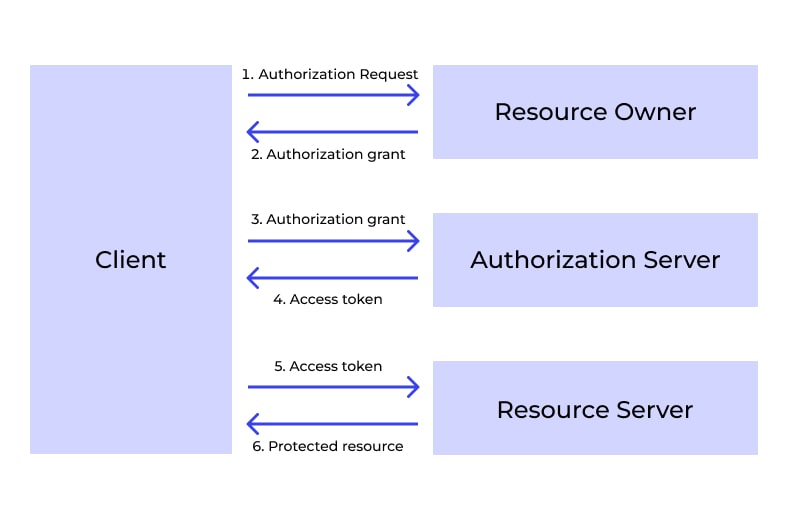 1. Authorization Request
Resource Owner
2. Authorization grant
3. Authorization grant
Client
Authorization Server
4. Access token
5. Access token
Resource Server
6. Protected resource